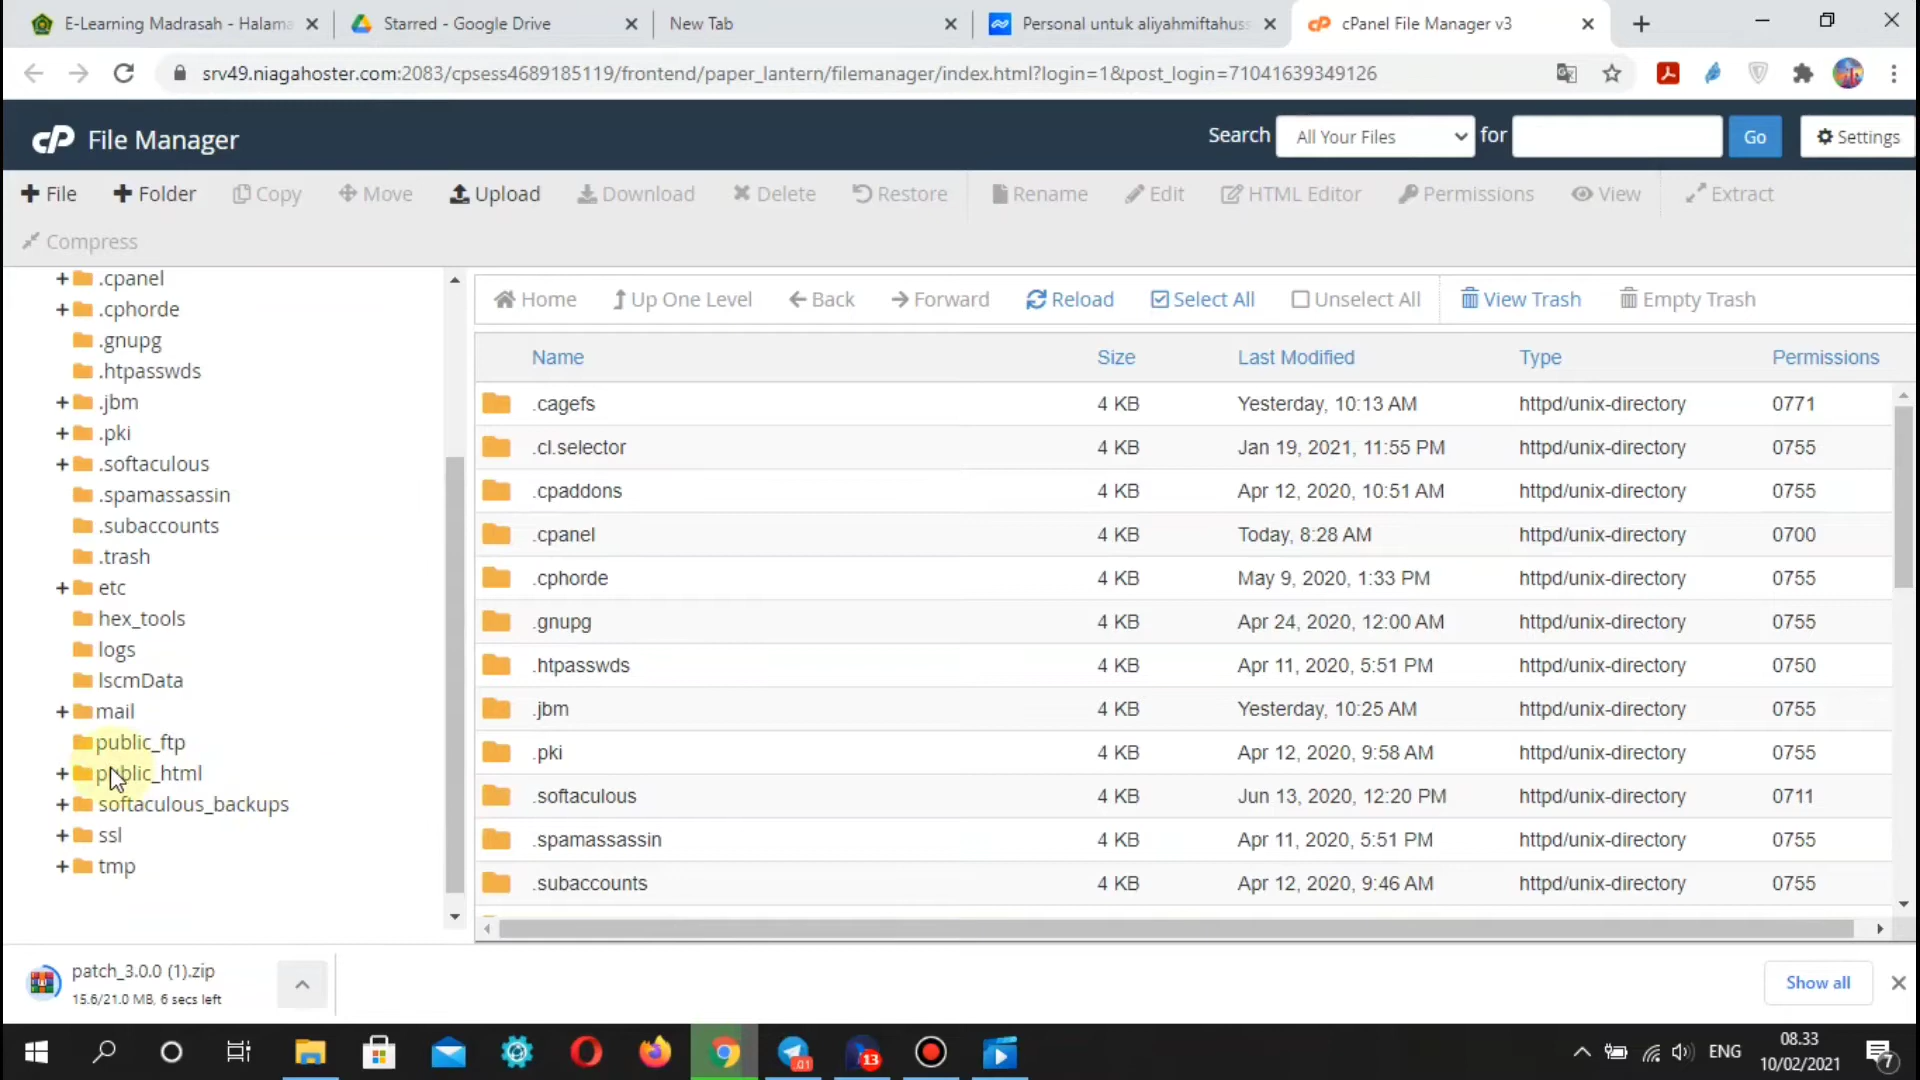 E-Learning Madrasah - Halama
Starred - Google Drive
New Tab
Personal untuk aliyahmiftahuss
cPanel File Manager v3
srv49.niagahoster.com:2083/cpsess4689185119/frontend/paper_lantern/filemanager/index.html?login=1&post_login=71041639349126
cP File Manager
Search All Your Files for Go Settings
File Folder Copy Move Upload Download Delete Restore Rename Edit HTML Editor Permissions View Extract
Compress
.cpanel
.cphorde
.gnupg
.htpasswds
.jbm
.pki
.softaculous
.spamassassin
.subaccounts
.trash
etc
hex_tools
logs
lscmData
mail
public_ftp
public_html
softaculous_backups
ssl
tmp
Home Up One Level Back Forward Reload Select All Unselect All View Trash Empty Trash
Name Size Last Modified Type Permissions
.cagefs 4 KB Yesterday, 10:13 AM httpd/unix-directory 0771
.cl.selector 4 KB Jan 19, 2021, 11:55 PM httpd/unix-directory 0755
.cpaddons 4 KB Apr 12, 2020, 10:51 AM httpd/unix-directory 0755
.cpanel 4 KB Today, 8:28 AM httpd/unix-directory 0700
.cphorde 4 KB May 9, 2020, 1:33 PM httpd/unix-directory 0755
.gnupg 4 KB Apr 24, 2020, 12:00 AM httpd/unix-directory 0755
.htpasswds 4 KB Apr 11, 2020, 5:51 PM httpd/unix-directory 0750
.jbm 4 KB Yesterday, 10:25 AM httpd/unix-directory 0755
.pki 4 KB Apr 12, 2020, 9:58 AM httpd/unix-directory 0755
.softaculous 4 KB Jun 13, 2020, 12:20 PM httpd/unix-directory 0711
.spamassassin 4 KB Apr 11, 2020, 5:51 PM httpd/unix-directory 0755
.subaccounts 4 KB Apr 12, 2020, 9:46 AM httpd/unix-directory 0755
patch_3.0.0 (1).zip
15.6/21.0 MB, 6 secs left
Show all
.01
13
ENG
08.33
10/02/2021
7